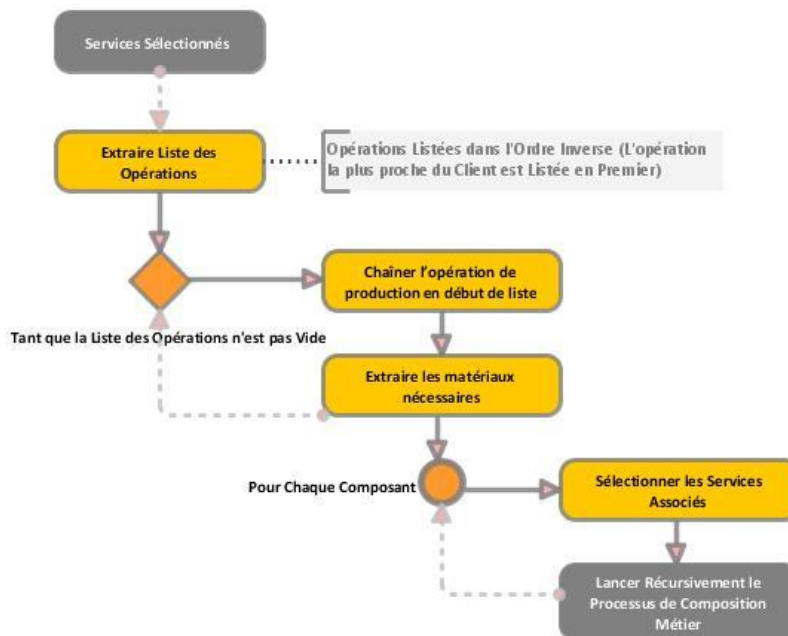 Services Sélectionnés
Extraire Liste des
Opérations
Opérations Listées dans l'Ordre Inverse (L'opération
la plus proche du Client est Listée en Premier)
Chaîner l'opération de
production en début de liste
Tant que la Liste des Opérations n'est pas Vide
Extraire les matériaux
nécessaires
Pour Chaque Composant
Sélectionner les Services
Associés
Lancer Récursivement le
Processus de Composition
Métier